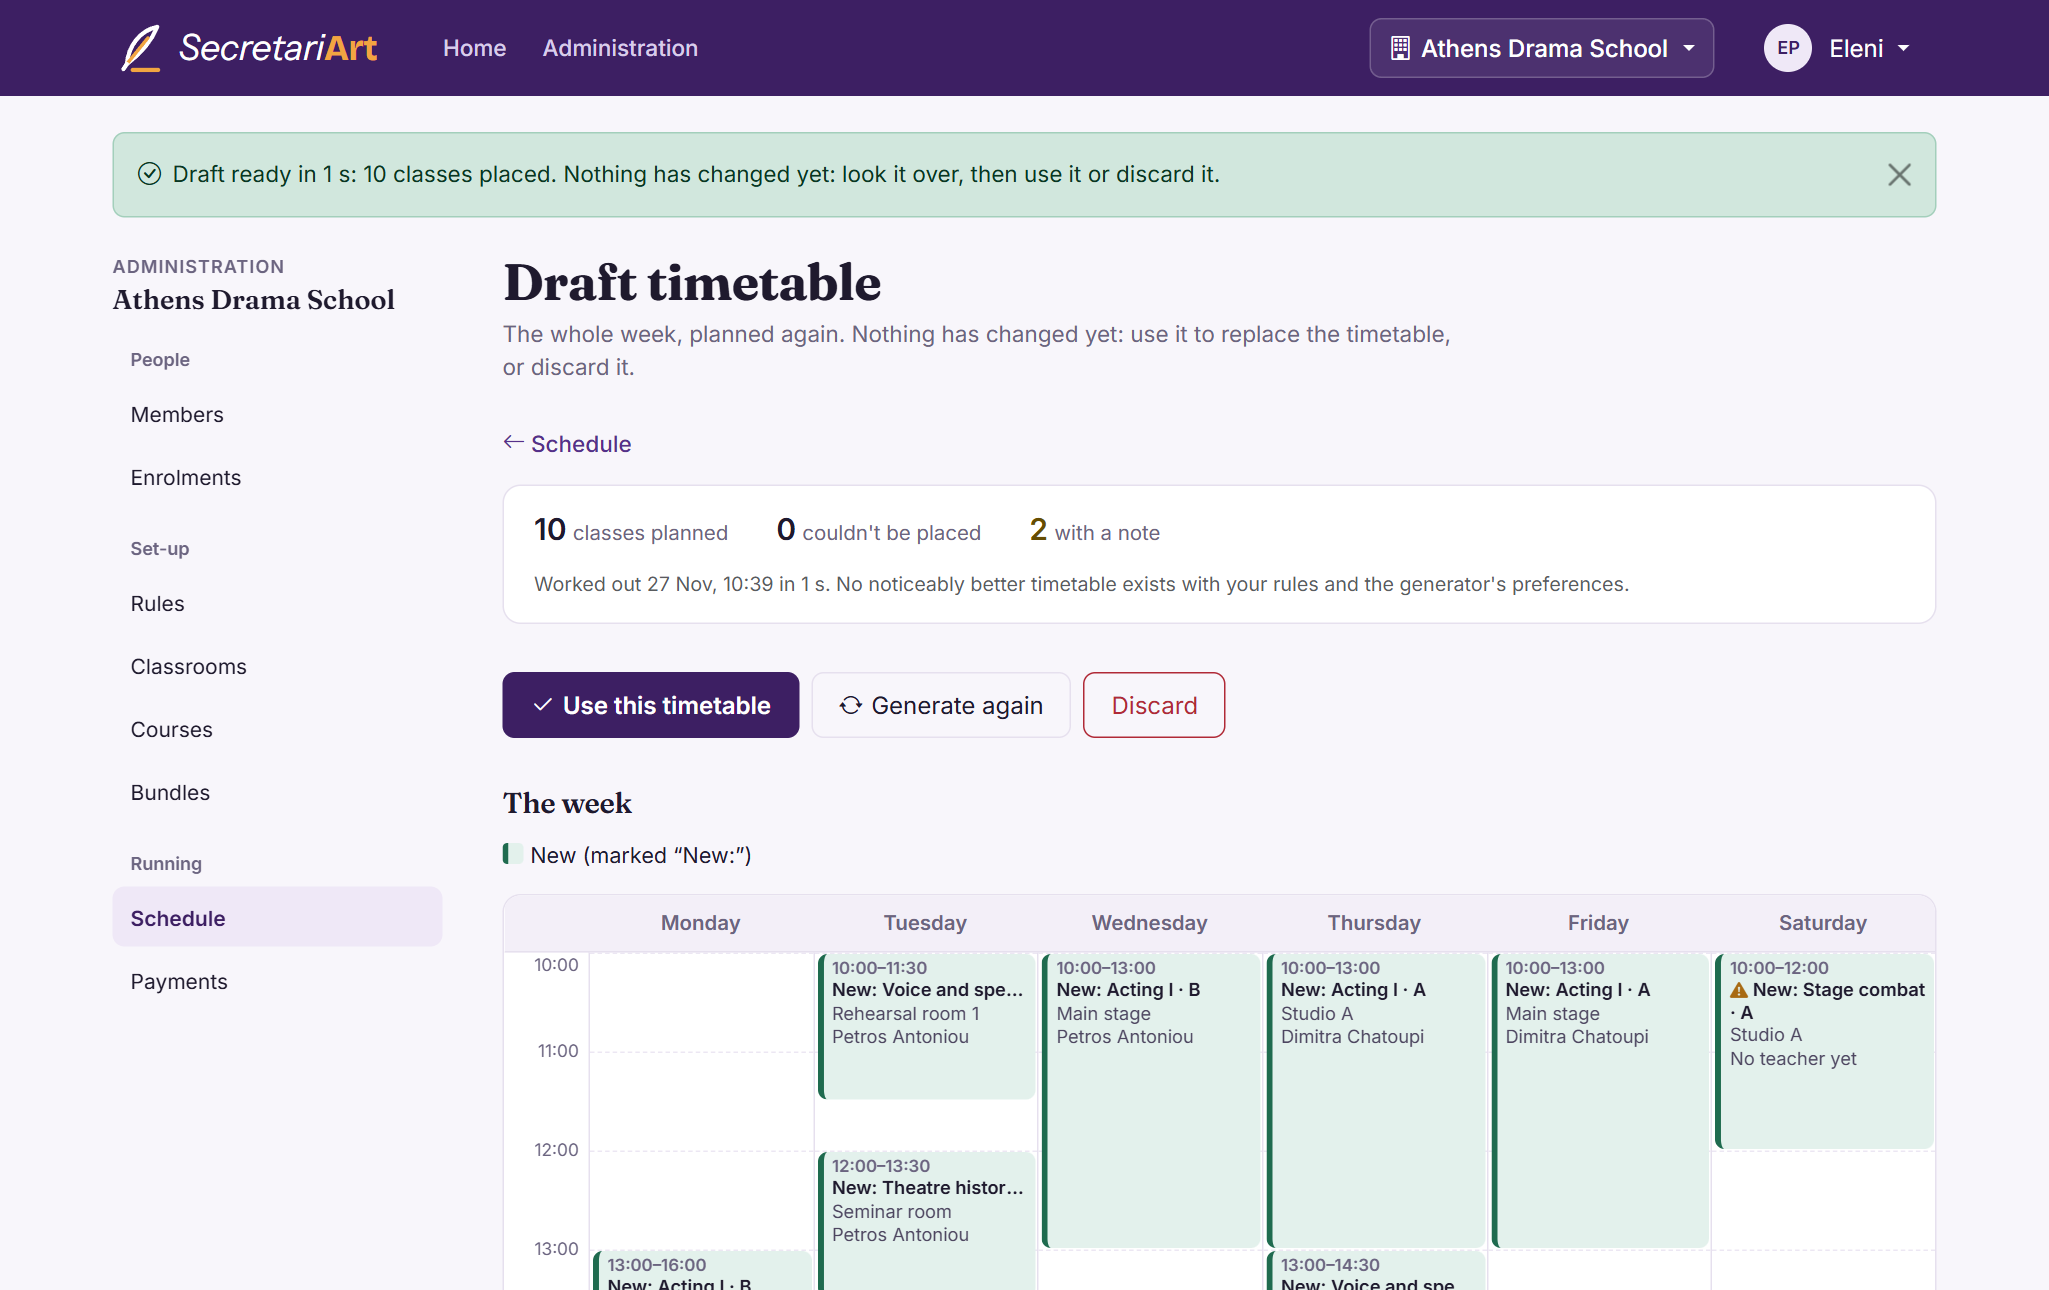 SecretariArt
Home
Administration
Athens Drama School
EP
Eleni
Draft ready in 1 s: 10 classes placed. Nothing has changed yet: look it over, then use it or discard it.
ADMINISTRATION
Athens Drama School
People
Members
Enrolments
Set-up
Rules
Classrooms
Courses
Bundles
Running
Schedule
Payments
Draft timetable
The whole week, planned again. Nothing has changed yet: use it to replace the timetable,
or discard it.
← Schedule
10 classes planned
0 couldn't be placed
2 with a note
Worked out 27 Nov, 10:39 in 1 s. No noticeably better timetable exists with your rules and the generator's preferences.
Use this timetable
Generate again
Discard
The week
New (marked “New:”)
Monday
Tuesday
Wednesday
Thursday
Friday
Saturday
10:00
11:00
12:00
13:00
13:00–16:00
New: Acting I · B
10:00–11:30
New: Voice and spe…
Rehearsal room 1
Petros Antoniou
12:00–13:30
New: Theatre histor…
Seminar room
Petros Antoniou
10:00–13:00
New: Acting I · B
Main stage
Petros Antoniou
10:00–13:00
New: Acting I · A
Studio A
Dimitra Chatoupi
13:00–14:30
New: Voice and spe
10:00–13:00
New: Acting I · A
Main stage
Dimitra Chatoupi
10:00–12:00
New: Stage combat
· A
Studio A
No teacher yet